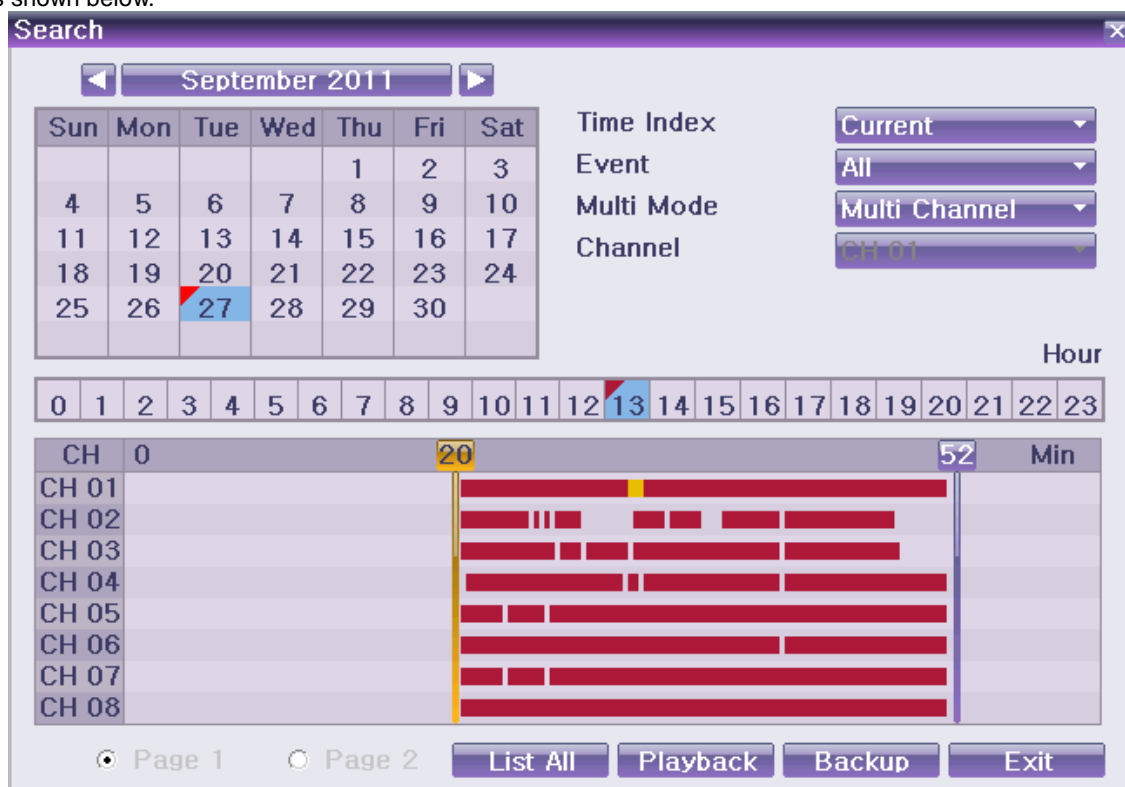 s shown below.
Search
September 2011
Sun Mon Tue Wed Thu Fri Sat
1 2 3
4 5 6 7 8 9 10
11 12 13 14 15 16 17
18 19 20 21 22 23 24
25 26 27 28 29 30
Time Index Current
Event All
Multi Mode Multi Channel
Channel CH 01
Hour
0 1 2 3 4 5 6 7 8 9 10 11 12 13 14 15 16 17 18 19 20 21 22 23
CH 0 20 52 Min
CH 01
CH 02
CH 03
CH 04
CH 05
CH 06
CH 07
CH 08
Page 1 Page 2 List All Playback Backup Exit